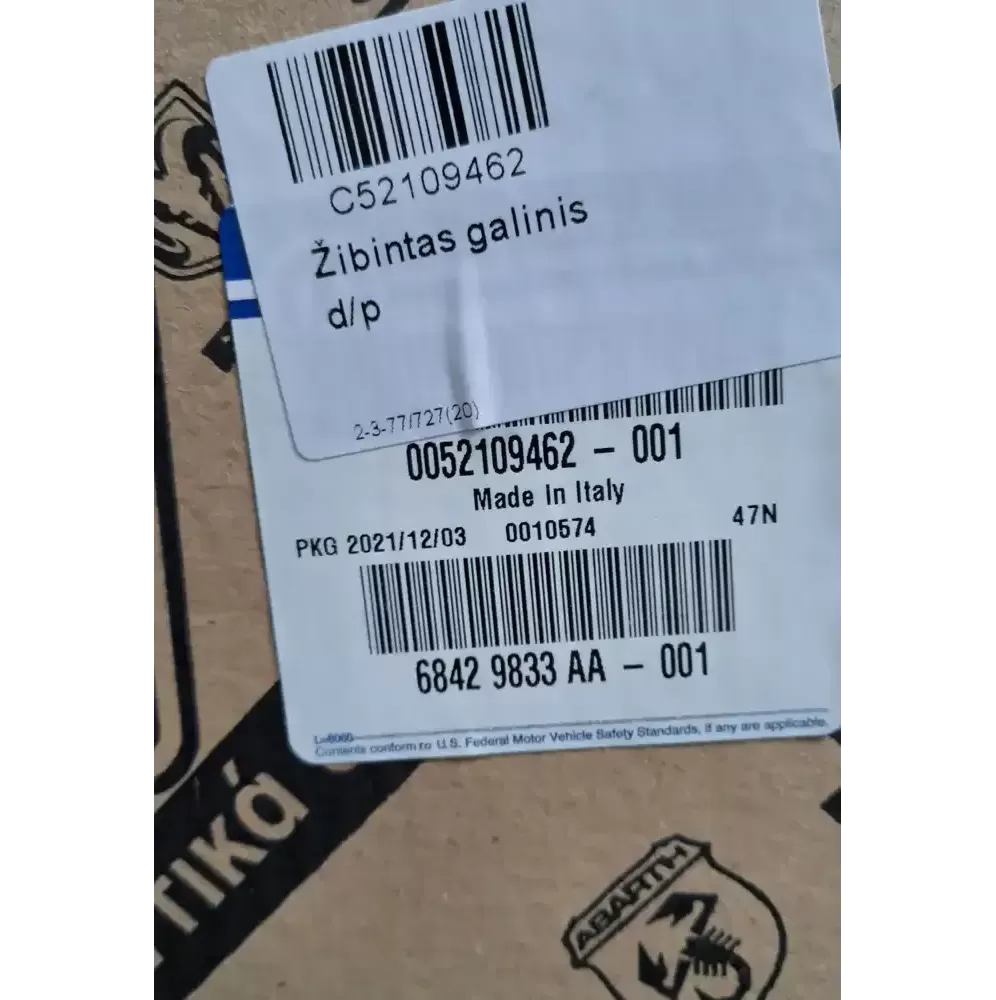 C52109462
Žibintas galinis
d/p
2-3-77/727(20)
0052109462 – 001
Made In Italy
PKG 2021/12/03 0010574 47N
6842 9833 AA – 001
L-6060
Contents conform to U.S. Federal Motor Vehicle Safety Standards, if any are applicable.
τικά
ABARTH